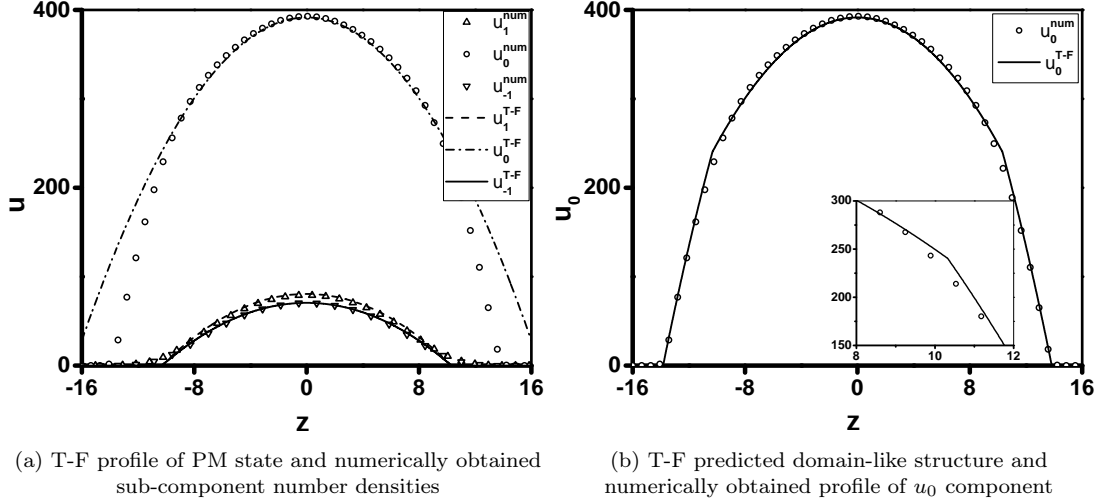 400
200
0
u
-16
-8
0
8
16
z
u₁ⁿᵘᵐ
u₀ⁿᵘᵐ
u₋₁ⁿᵘᵐ
u₁ᵀ⁻ᶠ
u₀ᵀ⁻ᶠ
u₋₁ᵀ⁻ᶠ
(a) T-F profile of PM state and numerically obtained
sub-component number densities
400
200
0
u₀
-16
-8
0
8
16
z
u₀ⁿᵘᵐ
u₀ᵀ⁻ᶠ
300
250
200
150
8
10
12
(b) T-F predicted domain-like structure and
numerically obtained profile of u₀ component